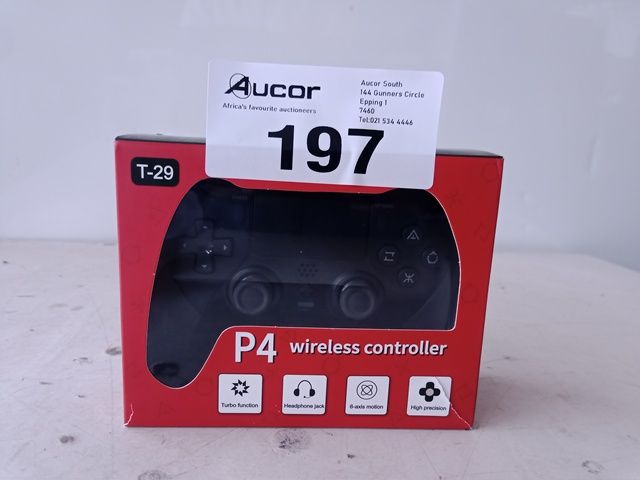 Aucor
Africa's favourite auctioneers
Aucor South
144 Gunners Circle
Epping 1
7460
Tel:021 534 4446
197
T-29
P4 wireless controller
Turbo function
Headphone jack
6-axis motion
High precision